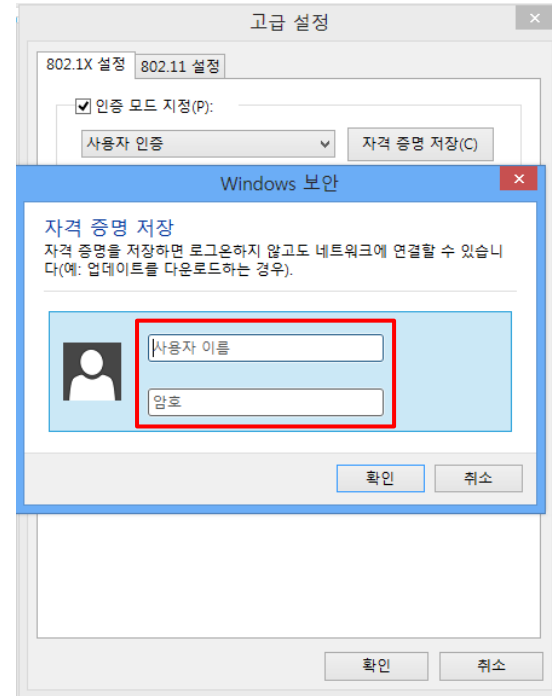 고급 설정
802.1X 설정 802.11 설정
인증 모드 지정(P):
사용자 인증 자격 증명 저장(C)
Windows 보안
자격 증명 저장
자격 증명을 저장하면 로그온하지 않고도 네트워크에 연결할 수 있습니
다(예: 업데이트를 다운로드하는 경우).
사용자 이름
암호
확인 취소
확인 취소